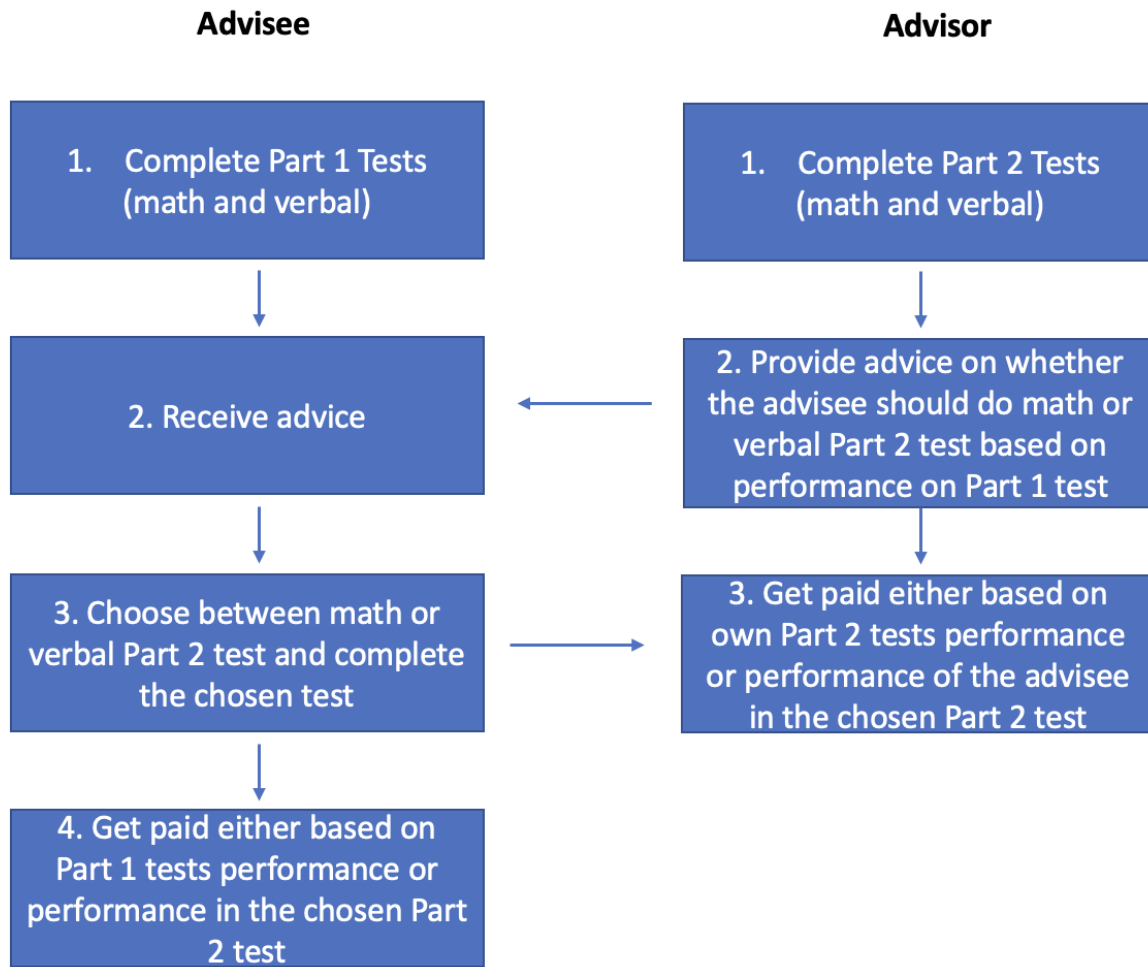 Advisee
Advisor
1. Complete Part 1 Tests
(math and verbal)
1. Complete Part 2 Tests
(math and verbal)
2. Receive advice
2. Provide advice on whether
the advisee should do math or
verbal Part 2 test based on
performance on Part 1 test
3. Choose between math or
verbal Part 2 test and complete
the chosen test
3. Get paid either based on
own Part 2 tests performance
or performance of the advisee
in the chosen Part 2 test
4. Get paid either based on
Part 1 tests performance or
performance in the chosen Part
2 test